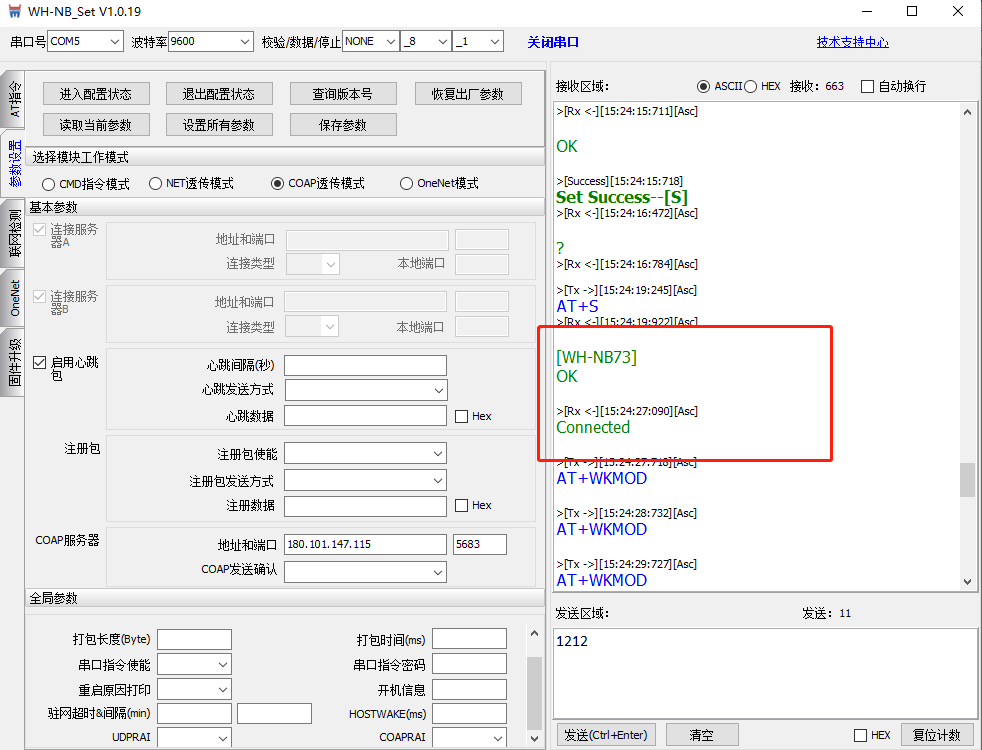 WH-NB_Set V1.0.19
串口号 COM5 波特率 9600 校验/数据/停止 NONE _8 _1 关闭串口 技术支持中心
AT指令
参数设置
联网检测
OneNet
固件升级
进入配置状态 退出配置状态 查询版本号 恢复出厂参数
读取当前参数 设置所有参数 保存参数
选择模块工作模式
CMD指令模式 NET透传模式 COAP透传模式 OneNet模式
基本参数
连接服务器A
地址和端口
连接类型 本地端口
连接服务器B
地址和端口
连接类型 本地端口
启用心跳包
心跳间隔(秒)
心跳发送方式
心跳数据 Hex
注册包
注册包使能
注册包发送方式
注册数据 Hex
COAP服务器
地址和端口 180.101.147.115 5683
COAP发送确认
全局参数
打包长度(Byte) 打包时间(ms)
串口指令使能 串口指令密码
重启原因打印 开机信息
驻网超时&间隔(min) HOSTWAKE(ms)
UDPRAI COAPRAI
接收区域: ASCII HEX 接收: 663 自动换行
>[Rx <-][15:24:15:711][Asc]
OK
>[Success][15:24:15:718]
Set Success--[S]
>[Rx <-][15:24:16:472][Asc]
?
>[Rx <-][15:24:16:784][Asc]
>[Tx ->][15:24:19:245][Asc]
AT+S
>[Rx <-][15:24:19:922][Asc]
[WH-NB73]
OK
>[Rx <-][15:24:27:090][Asc]
Connected
>[Tx ->][15:24:27:718][Asc]
AT+WKMOD
>[Tx ->][15:24:28:732][Asc]
AT+WKMOD
>[Tx ->][15:24:29:727][Asc]
AT+WKMOD
发送区域: 发送: 11
1212
发送(Ctrl+Enter) 清空 HEX 复位计数